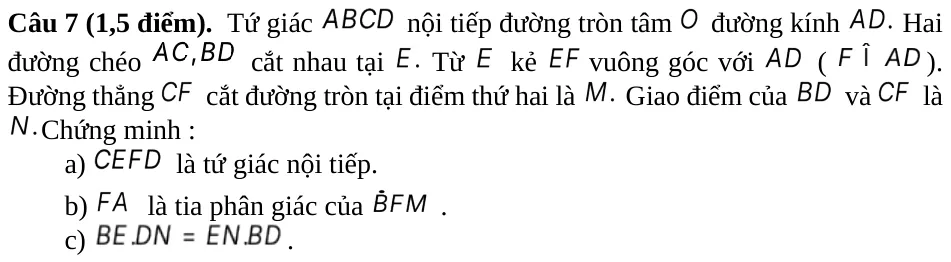 Câu 7 (1,5 điểm). Tứ giác ABCD nội tiếp đường tròn tâm O đường kính AD. Hai
đường chéo AC,BD cắt nhau tại E. Từ E kẻ EF vuông góc với AD ( F Î AD ).
Đường thẳng CF cắt đường tròn tại điểm thứ hai là M. Giao điểm của BD và CF là
N. Chứng minh :
a) CEFD là tứ giác nội tiếp.
b) FA là tia phân giác của ḂFM .
c) BE.DN = EN.BD .